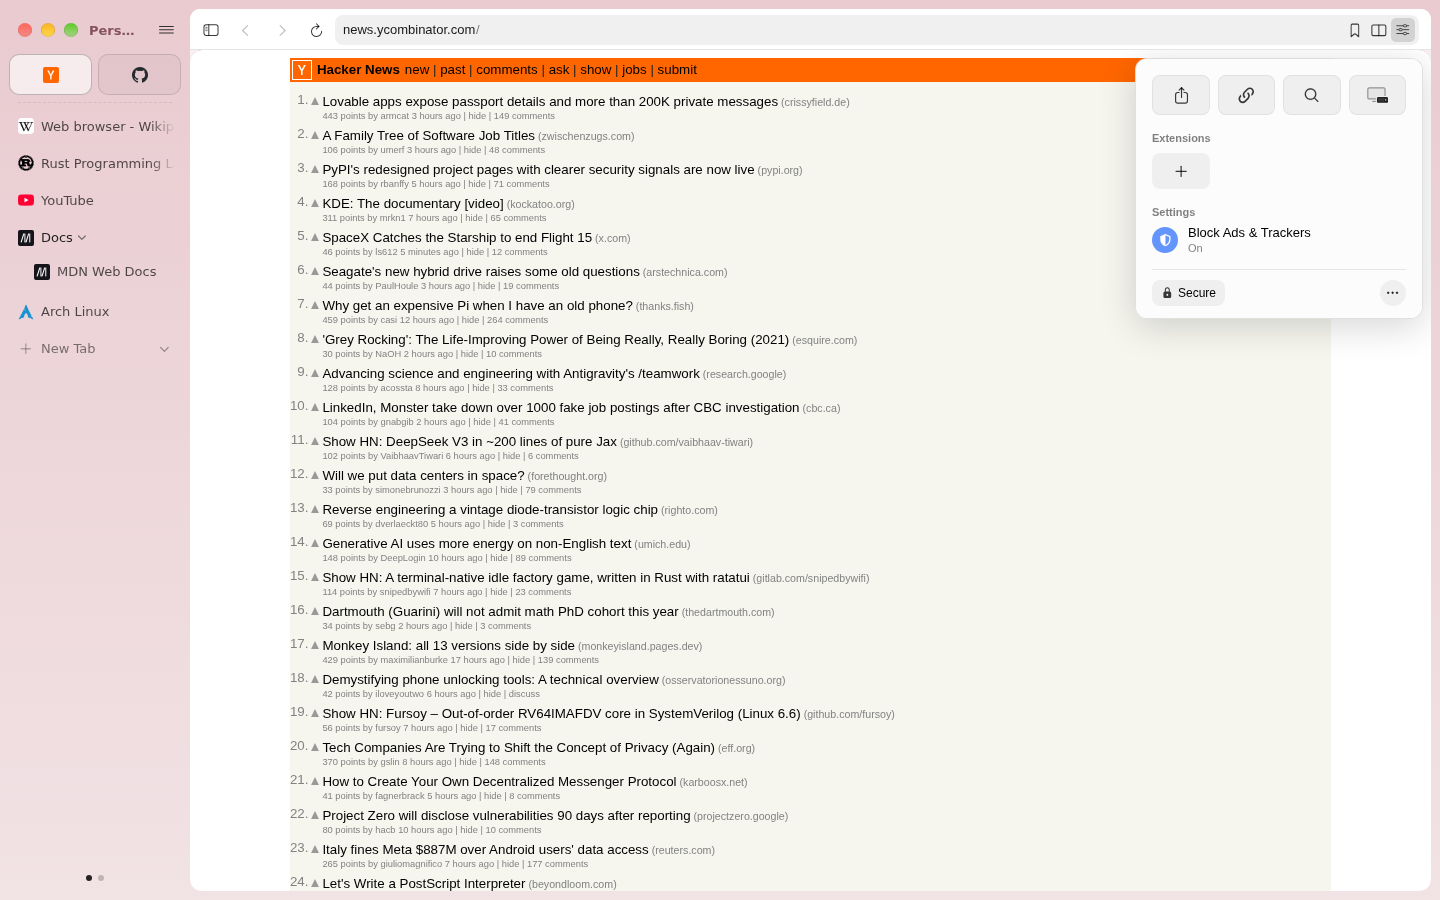 Pers...
news.ycombinator.com/
Y
Web browser - Wikip
Rust Programming L
YouTube
Docs
MDN Web Docs
Arch Linux
New Tab
Y Hacker News new | past | comments | ask | show | jobs | submit
1. Lovable apps expose passport details and more than 200K private messages (crissyfield.de)
443 points by armcat 3 hours ago | hide | 149 comments
2. A Family Tree of Software Job Titles (zwischenzugs.com)
106 points by umerf 3 hours ago | hide | 48 comments
3. PyPI's redesigned project pages with clearer security signals are now live (pypi.org)
168 points by rbanffy 5 hours ago | hide | 71 comments
4. KDE: The documentary [video] (kockatoo.org)
311 points by mrkn1 7 hours ago | hide | 65 comments
5. SpaceX Catches the Starship to end Flight 15 (x.com)
46 points by ls612 5 minutes ago | hide | 12 comments
6. Seagate's new hybrid drive raises some old questions (arstechnica.com)
44 points by PaulHoule 3 hours ago | hide | 19 comments
7. Why get an expensive Pi when I have an old phone? (thanks.fish)
459 points by casi 12 hours ago | hide | 264 comments
8. 'Grey Rocking': The Life-Improving Power of Being Really, Really Boring (2021) (esquire.com)
30 points by NaOH 2 hours ago | hide | 10 comments
9. Advancing science and engineering with Antigravity's /teamwork (research.google)
128 points by acossta 8 hours ago | hide | 33 comments
10. LinkedIn, Monster take down over 1000 fake job postings after CBC investigation (cbc.ca)
104 points by gnabgib 2 hours ago | hide | 41 comments
11. Show HN: DeepSeek V3 in ~200 lines of pure Jax (github.com/vaibhaav-tiwari)
102 points by VaibhaavTiwari 6 hours ago | hide | 6 comments
12. Will we put data centers in space? (forethought.org)
33 points by simonebrunozzi 3 hours ago | hide | 79 comments
13. Reverse engineering a vintage diode-transistor logic chip (righto.com)
69 points by dverlaeckt80 5 hours ago | hide | 3 comments
14. Generative AI uses more energy on non-English text (umich.edu)
148 points by DeepLogin 10 hours ago | hide | 89 comments
15. Show HN: A terminal-native idle factory game, written in Rust with ratatui (gitlab.com/snipedbywifi)
114 points by snipedbywifi 7 hours ago | hide | 23 comments
16. Dartmouth (Guarini) will not admit math PhD cohort this year (thedartmouth.com)
34 points by sebg 2 hours ago | hide | 3 comments
17. Monkey Island: all 13 versions side by side (monkeyisland.pages.dev)
429 points by maximilianburke 17 hours ago | hide | 139 comments
18. Demystifying phone unlocking tools: A technical overview (osservatorionessuno.org)
42 points by iloveyoutwo 6 hours ago | hide | discuss
19. Show HN: Fursoy – Out-of-order RV64IMAFDV core in SystemVerilog (Linux 6.6) (github.com/fursoy)
56 points by fursoy 7 hours ago | hide | 17 comments
20. Tech Companies Are Trying to Shift the Concept of Privacy (Again) (eff.org)
370 points by gslin 8 hours ago | hide | 148 comments
21. How to Create Your Own Decentralized Messenger Protocol (karboosx.net)
41 points by fagnerbrack 5 hours ago | hide | 8 comments
22. Project Zero will disclose vulnerabilities 90 days after reporting (projectzero.google)
80 points by hacb 10 hours ago | hide | 10 comments
23. Italy fines Meta $887M over Android users' data access (reuters.com)
265 points by giuliomagnifico 7 hours ago | hide | 177 comments
24. Let's Write a PostScript Interpreter (beyondloom.com)
Extensions
Settings
Block Ads & Trackers
On
Secure